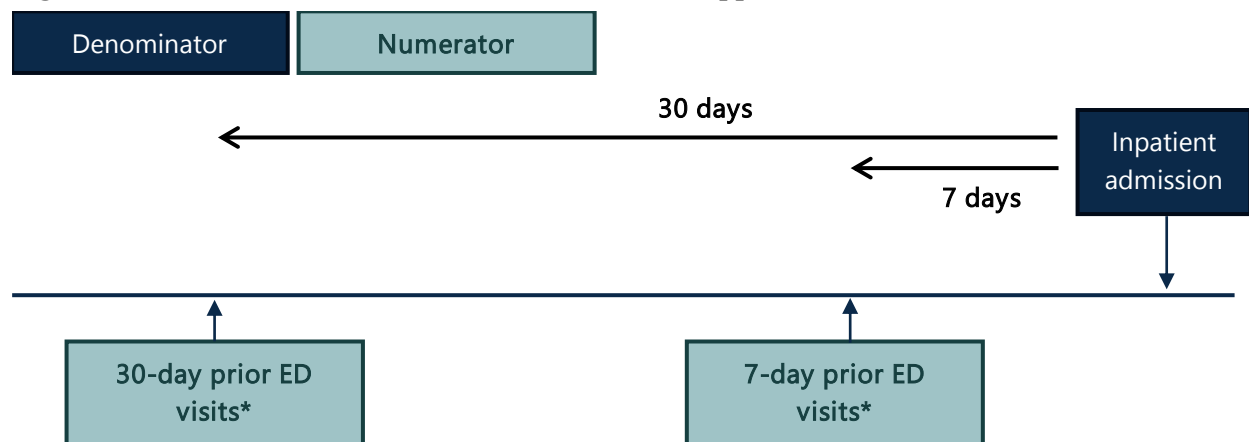 Denominator
Numerator
30 days
Inpatient
admission
7 days
30-day prior ED
visits*
7-day prior ED
visits*